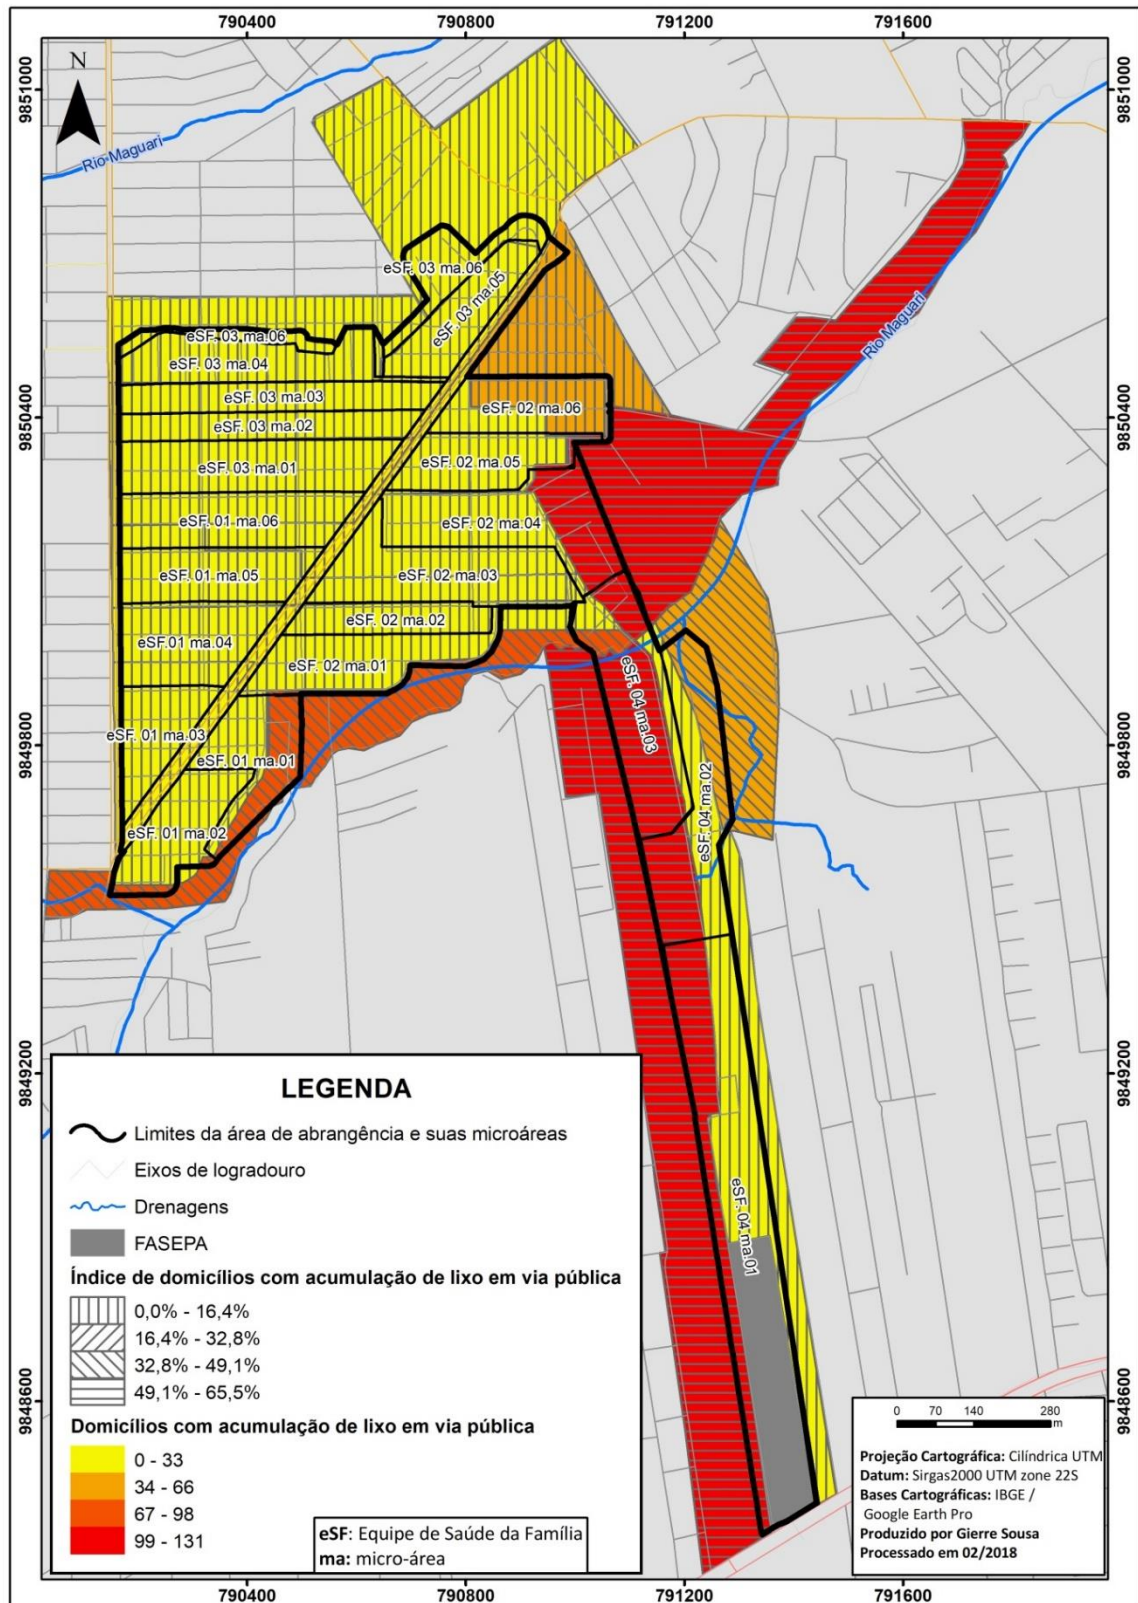 790400 790800 791200 791600
9851000
9851000
N
Rio Maguari
eSF. 03 ma.06
eSF. 03 ma.05
eSF. 03 ma.06
eSF. 03 ma.04
Rio Maguari
eSF. 03 ma.03
eSF. 02 ma.06
9850400
9850400
eSF. 03 ma.02
eSF. 03 ma.01
eSF. 02 ma.05
eSF. 01 ma.06
eSF. 02 ma.04
eSF. 01 ma.05
eSF. 02 ma.03
eSF. 02 ma.02
eSF.01 ma.04
eSF. 02 ma.01
eSF. 04 ma.03
eSF. 01 ma.03
eSF. 01 ma.01
9849800
9849800
eSF. 04 ma.02
eSF. 01 ma.02
9849200
9849200
eSF. 04 ma.01
LEGENDA
Limites da área de abrangência e suas microáreas
Eixos de logradouro
Drenagens
FASEPA
Índice de domicílios com acumulação de lixo em via pública
0,0% - 16,4%
16,4% - 32,8%
32,8% - 49,1%
49,1% - 65,5%
Domicílios com acumulação de lixo em via pública
0 - 33
34 - 66
67 - 98
99 - 131
eSF: Equipe de Saúde da Família
ma: micro-área
9848600
9848600
0 70 140 280
m
Projeção Cartográfica: Cilíndrica UTM
Datum: Sirgas2000 UTM zone 22S
Bases Cartográficas: IBGE /
Google Earth Pro
Produzido por Gierre Sousa
Processado em 02/2018
790400 790800 791200 791600